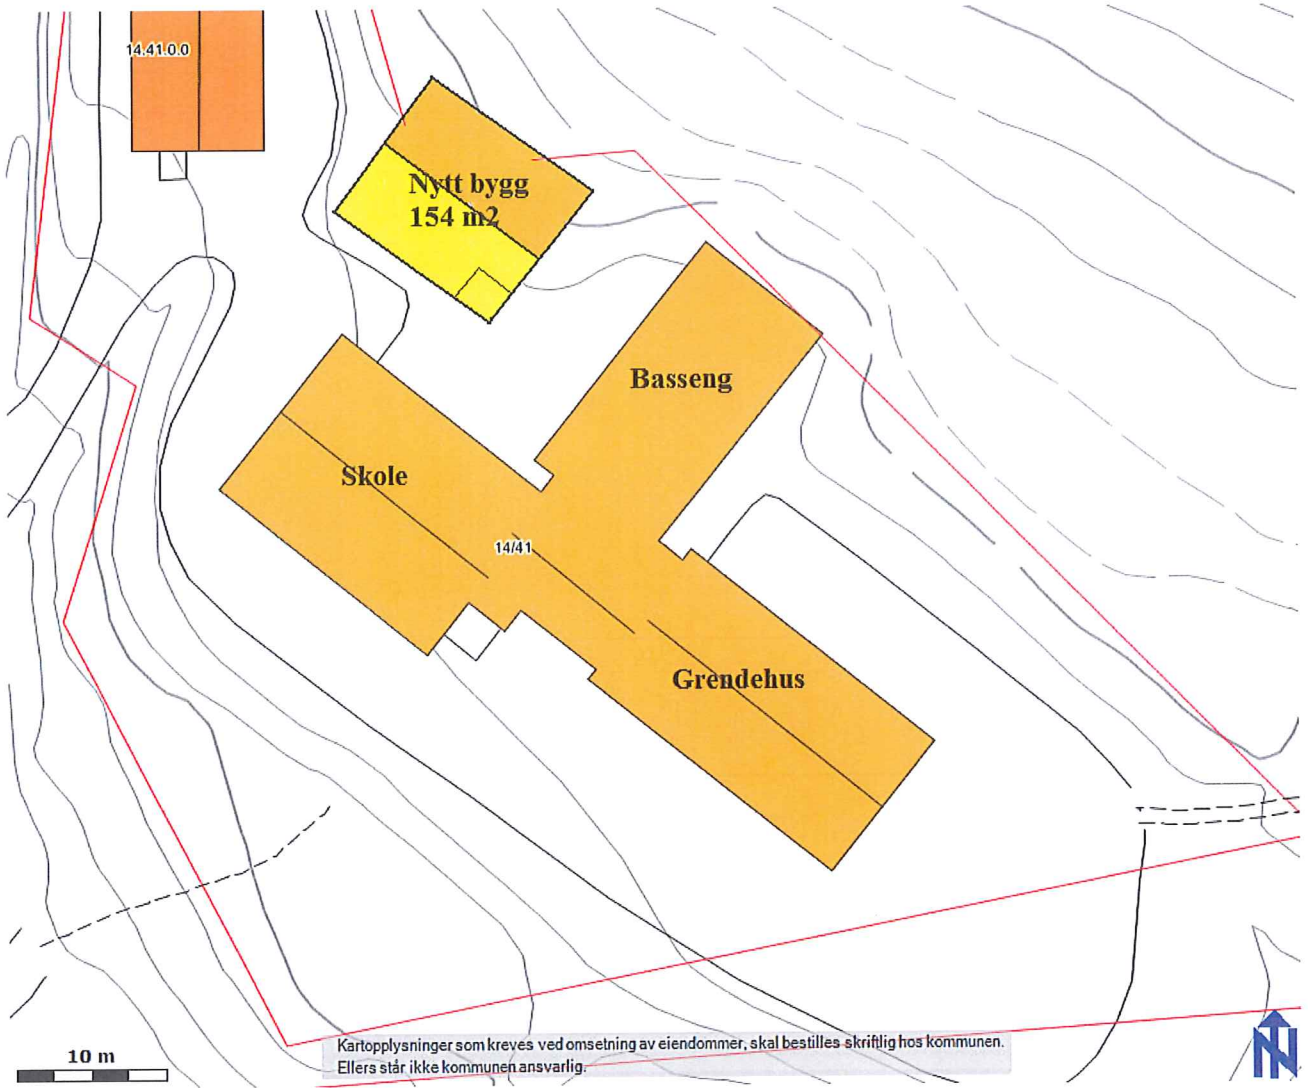 14.41.0.0
Nytt bygg
154 m2
Basseng
Skole
14/41
Grendehus
Kartopplysninger som kreves ved omsetning av eiendommer, skal bestilles skriftlig hos kommunen.
Ellers står ikke kommunen ansvarlig.
10 m
N